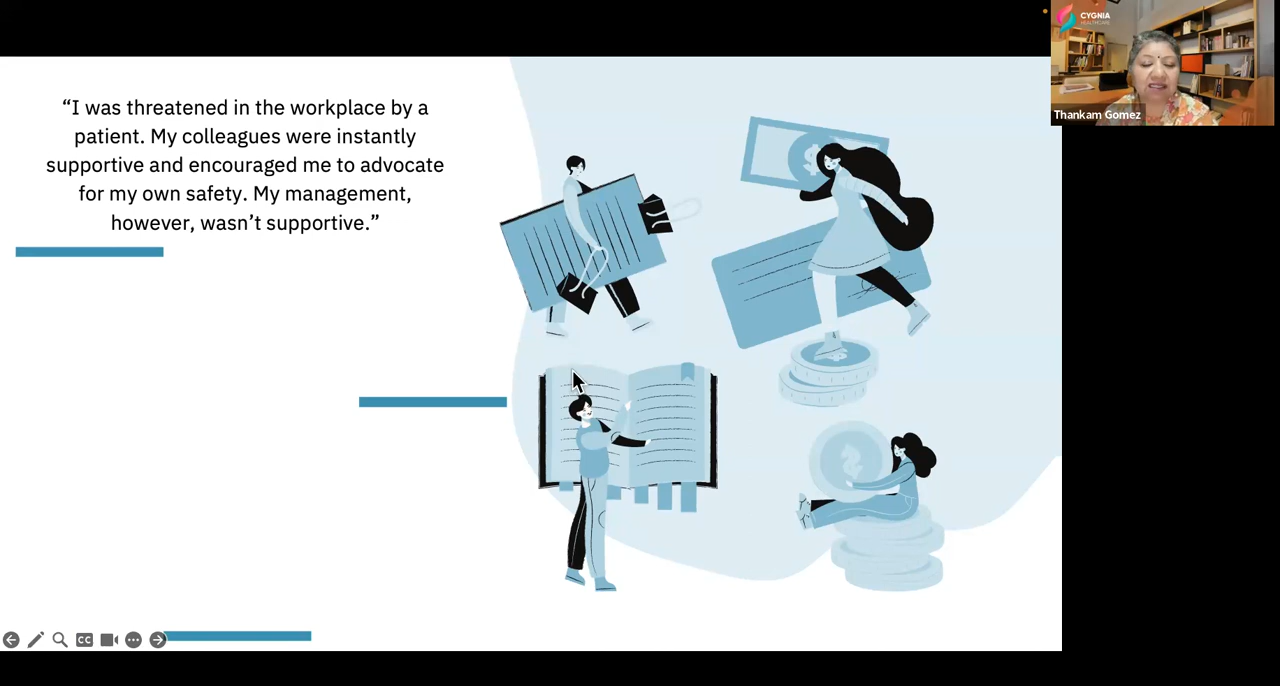 “I was threatened in the workplace by a
patient. My colleagues were instantly
supportive and encouraged me to advocate
for my own safety. My management,
however, wasn’t supportive.”
CYGNIA
HEALTHCARE
Thankam Gomez
CC